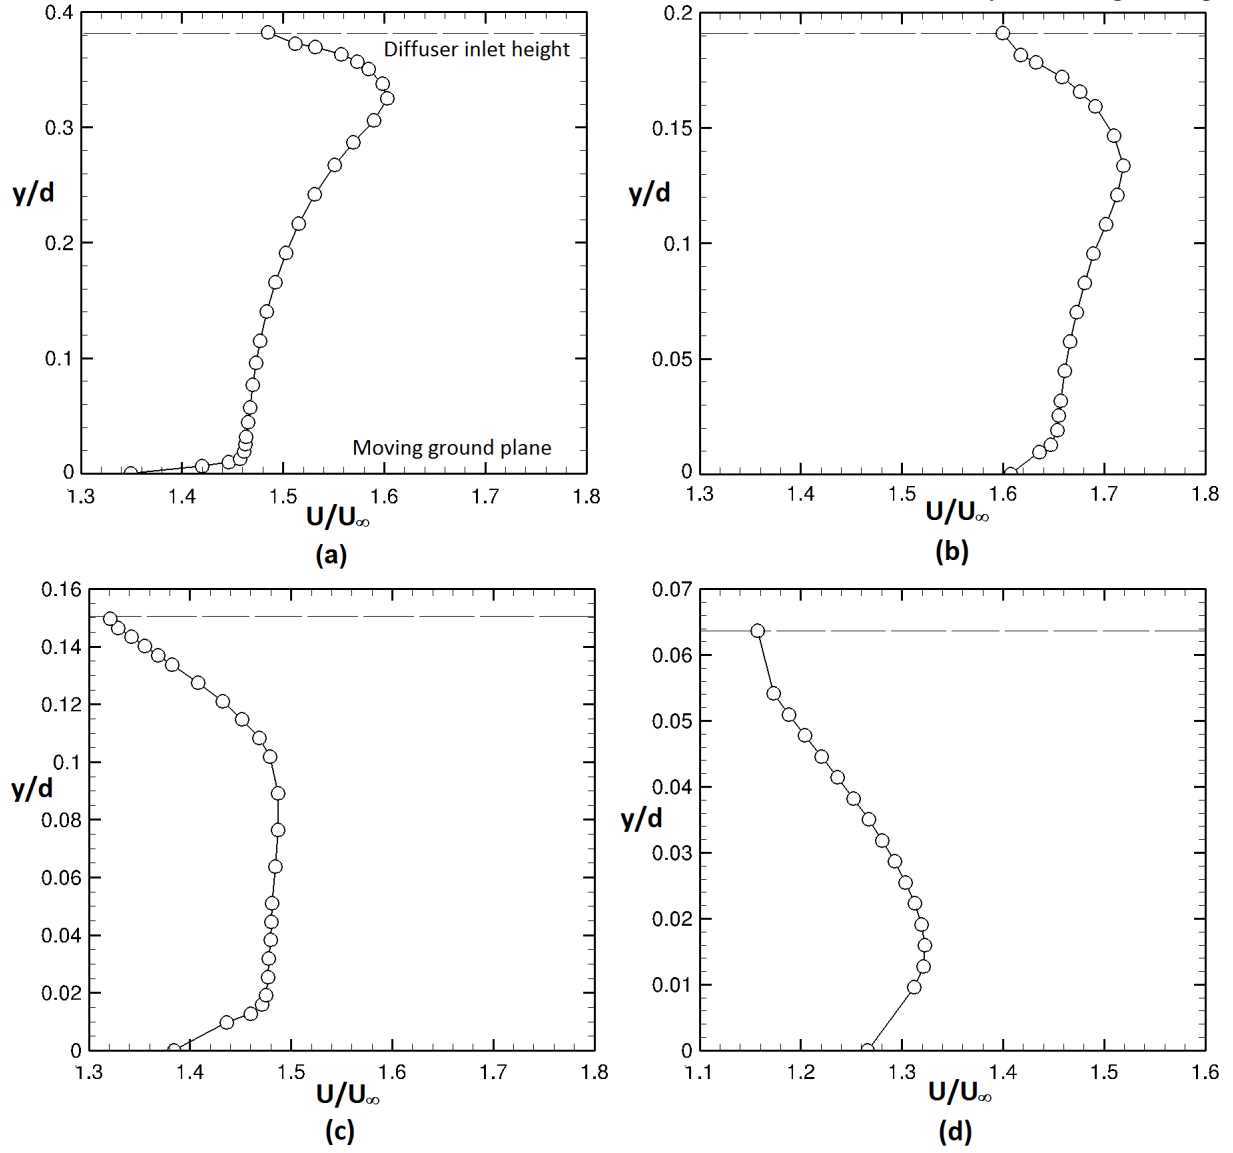 0.4
Diffuser inlet height
0.3
y/d
0.2
0.1
Moving ground plane
0
1.3 1.4 1.5 1.6 1.7 1.8
U/U∞
(a)
0.2
0.15
y/d
0.1
0.05
0
1.3 1.4 1.5 1.6 1.7 1.8
U/U∞
(b)
0.16
0.14
0.12
0.1
y/d
0.08
0.06
0.04
0.02
0
1.3 1.4 1.5 1.6 1.7 1.8
U/U∞
(c)
0.07
0.06
0.05
0.04
y/d
0.03
0.02
0.01
0
1.1 1.2 1.3 1.4 1.5 1.6
U/U∞
(d)